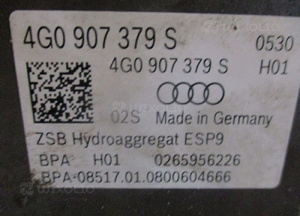 4G0 907 379 S 0530
4G0 907 379 S H01
02S Made in Germany
ZSB Hydroaggregat ESP9
BPA H01 0265956226
BPA-08517.01.0800604666